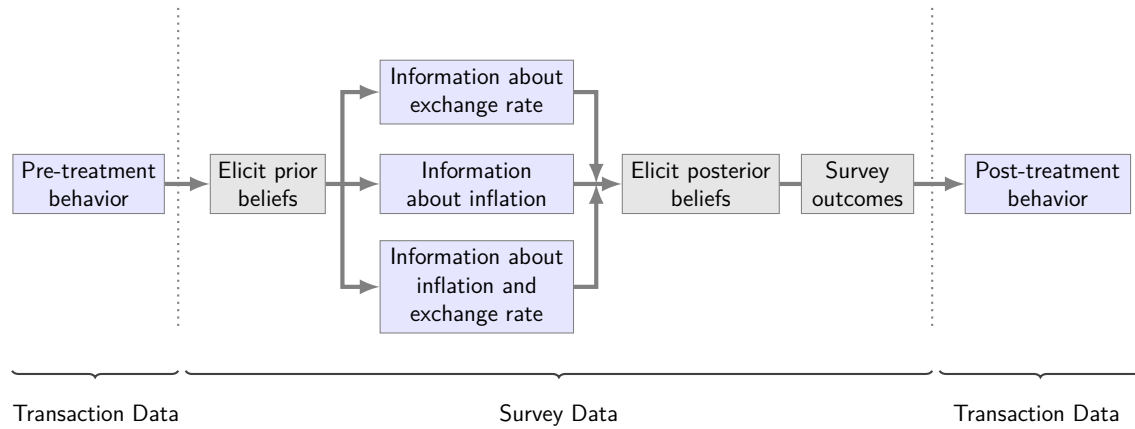 Information about
exchange rate
Pre-treatment
behavior
Elicit prior
beliefs
Information
about inflation
Elicit posterior
beliefs
Survey
outcomes
Post-treatment
behavior
Information about
inflation and
exchange rate
Transaction Data
Survey Data
Transaction Data